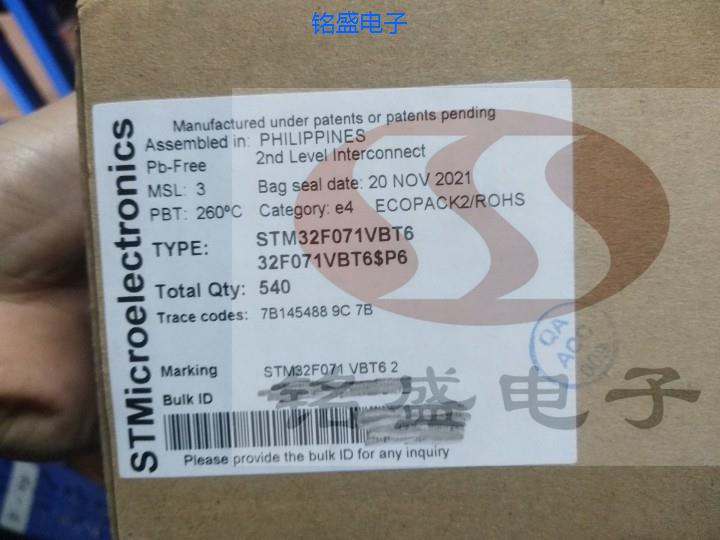 铭盛电子
STMicroelectronics
Manufactured under patents or patents pending
Assembled in: PHILIPPINES
Pb-Free 2nd Level Interconnect
MSL: 3 Bag seal date: 20 NOV 2021
PBT: 260ºC Category: e4 ECOPACK2/ROHS
TYPE: STM32F071VBT6
32F071VBT6$P6
Total Qty: 540
Trace codes: 7B145488 9C 7B
Marking STM32F071 VBT6 2
Bulk ID
Please provide the bulk ID for any inquiry
QA
铭盛电子